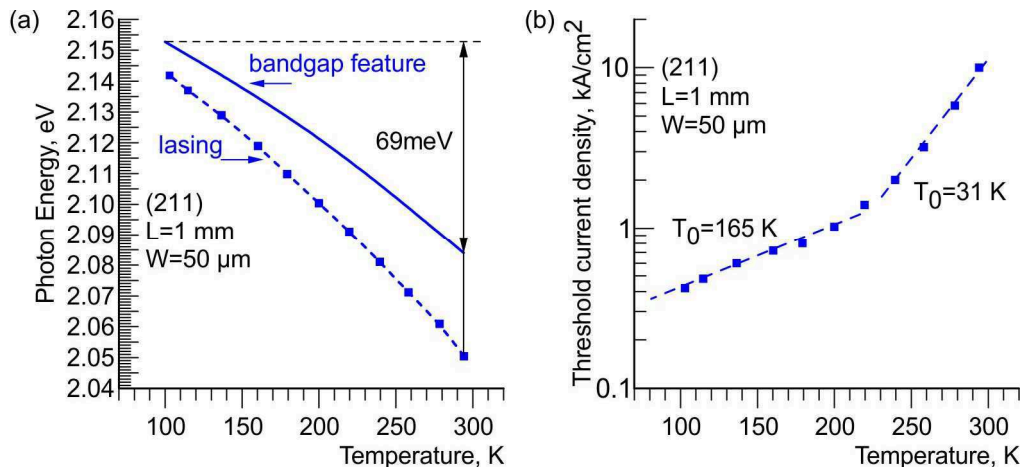 (a)
Photon Energy, eV
2.16
2.15
2.14
2.13
2.12
2.11
2.10
2.09
2.08
2.07
2.06
2.05
2.04
bandgap feature
lasing
69meV
(211)
L=1 mm
W=50 µm
100 150 200 250 300
Temperature, K
(b)
Threshold current density, kA/cm²
10
1
0.1
(211)
L=1 mm
W=50 µm
T₀=165 K
T₀=31 K
100 150 200 250 300
Temperature, K